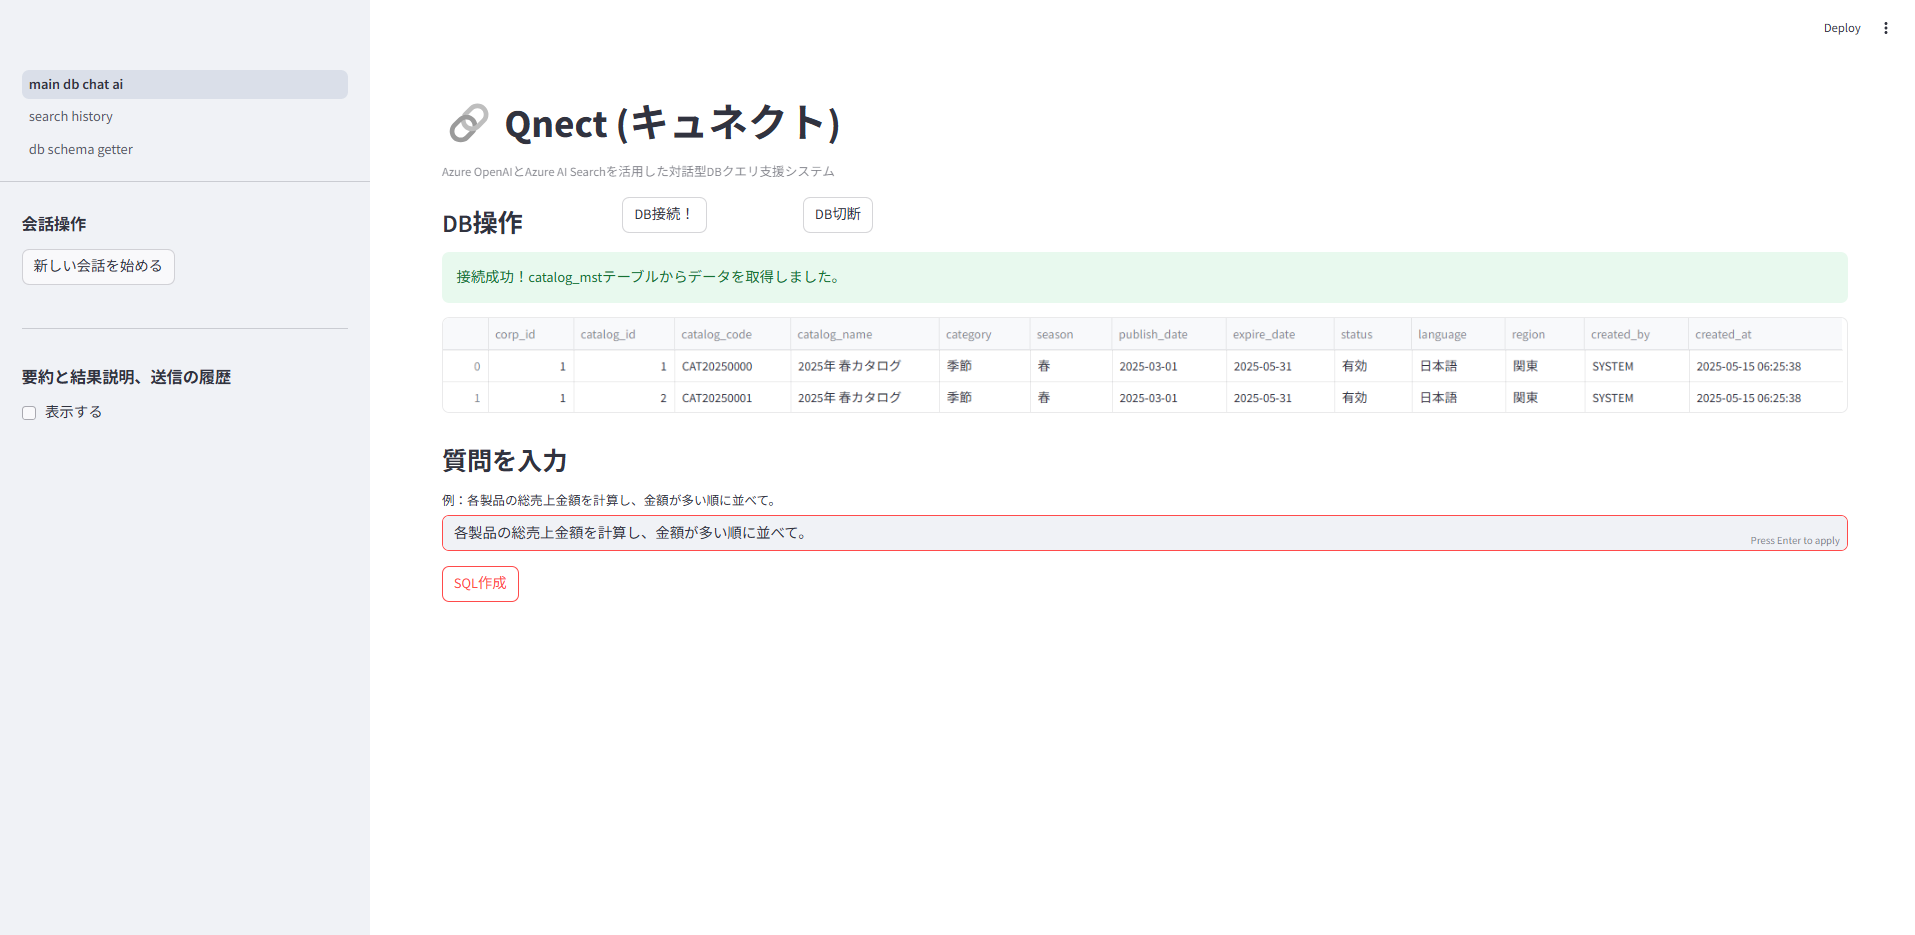 Deploy
main db chat ai
search history
db schema getter
会話操作
新しい会話を始める
要約と結果説明、送信の履歴
表示する
Qnect (キュネクト)
Azure OpenAIとAzure AI Searchを活用した対話型DBクエリ支援システム
DB操作 DB接続！ DB切断
接続成功！catalog_mstテーブルからデータを取得しました。
corp_id catalog_id catalog_code catalog_name category season publish_date expire_date status language region created_by created_at
0 1 1 CAT20250000 2025年 春カタログ 季節 春 2025-03-01 2025-05-31 有効 日本語 関東 SYSTEM 2025-05-15 06:25:38
1 1 2 CAT20250001 2025年 春カタログ 季節 春 2025-03-01 2025-05-31 有効 日本語 関東 SYSTEM 2025-05-15 06:25:38
質問を入力
例：各製品の総売上金額を計算し、金額が多い順に並べて。
各製品の総売上金額を計算し、金額が多い順に並べて。
Press Enter to apply
SQL作成